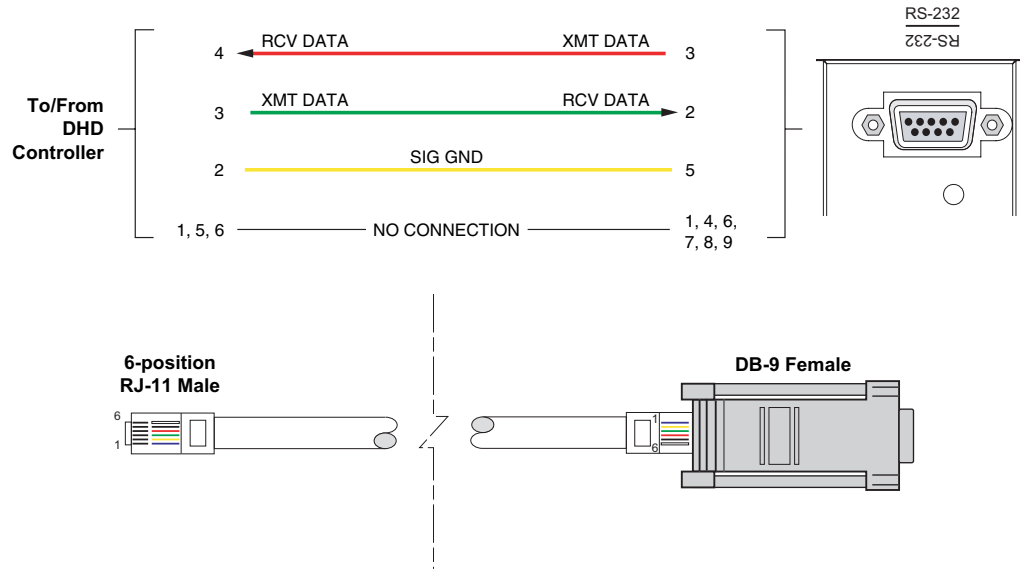 RS-232
RS-232
4 RCV DATA XMT DATA 3
To/From
DHD
Controller
3 XMT DATA RCV DATA 2
2 SIG GND 5
1, 5, 6 NO CONNECTION 1, 4, 6,
7, 8, 9
6-position
RJ-11 Male
DB-9 Female
6
1
1
6